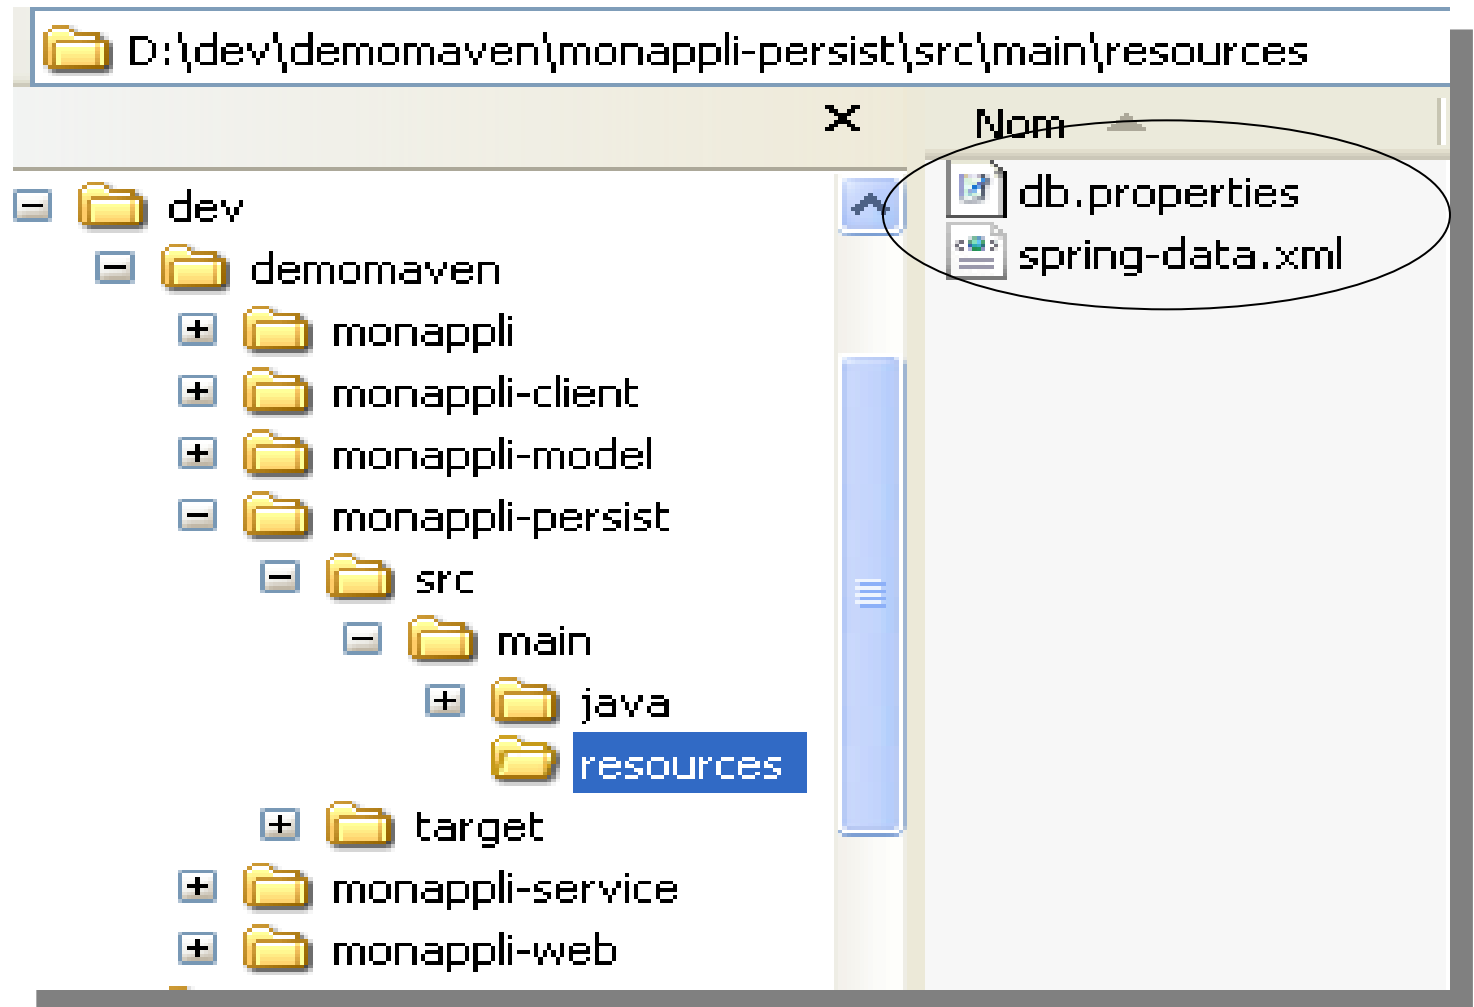 D:\dev\demomaven\monappli-persist\src\main\resources
Nom
dev
demomaven
monappli
monappli-client
monappli-model
monappli-persist
src
main
java
resources
target
monappli-service
monappli-web
db.properties
spring-data.xml